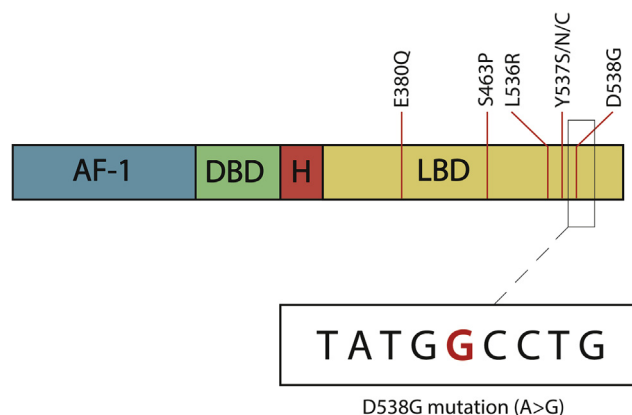 E380Q
S463P
L536R
Y537S/N/C
D538G
AF-1
DBD
H
LBD
TATGGCCTG
D538G mutation (A>G)